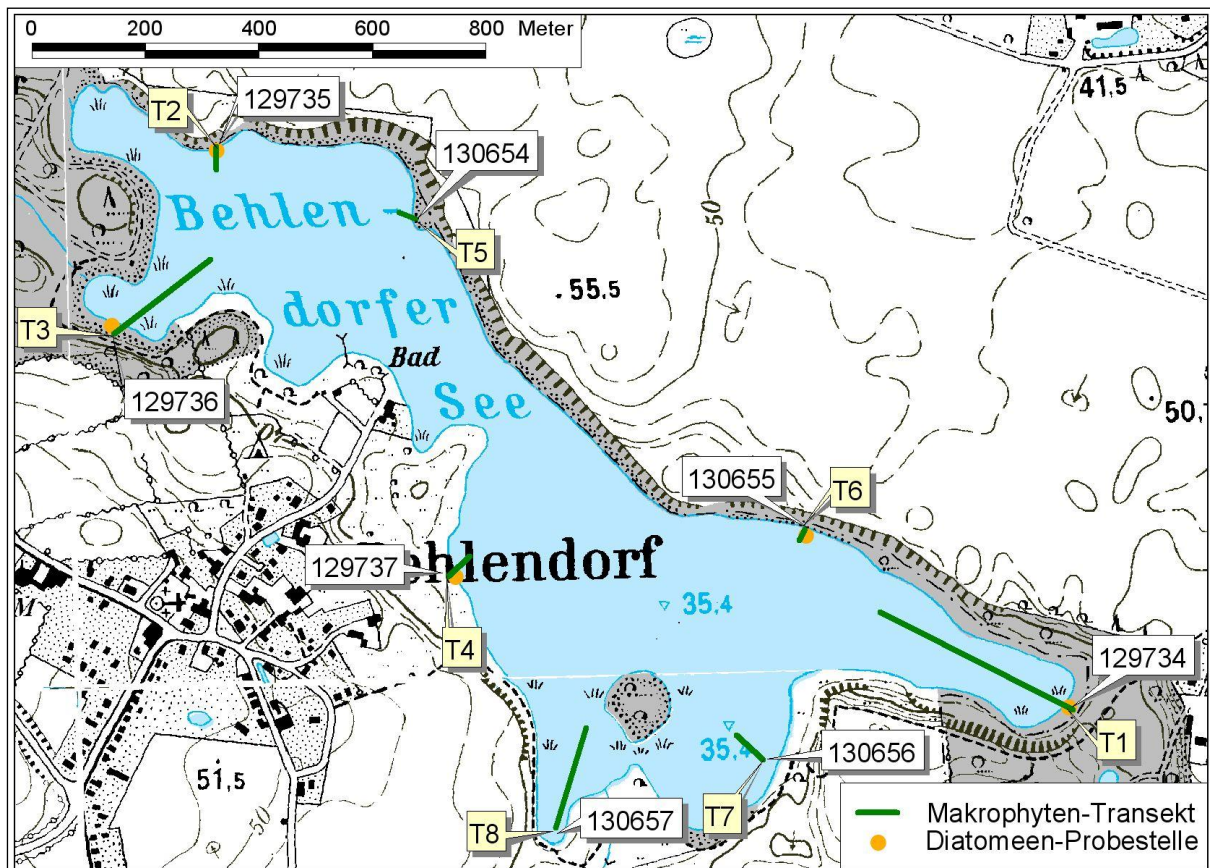 0 200 400 600 800 Meter
T2
129735
41,5
130654
Behlen
T5
50
55,5
dorfer
T3
Bad
129736
See
50,
130655
T6
129737
ehlendorf
35,4
T4
129734
M
T1
35,4
130656
51,5
50
T7
T8
130657
Makrophyten-Transekt
Diatomeen-Probestelle